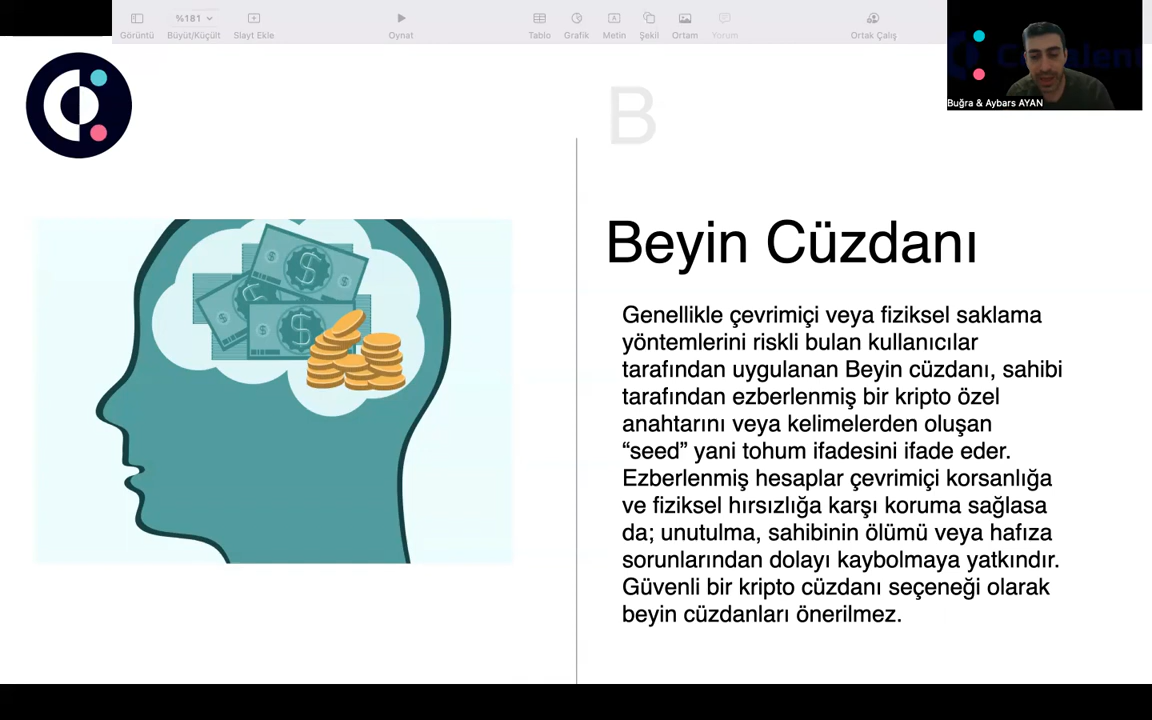 %181
Görüntü
Büyüt/Küçült
Slayt Ekle
Oynat
Tablo
Grafik
Metin
Şekil
Ortam
Yorum
Ortak Çalış
Buğra & Aybars AYAN
B
Beyin Cüzdanı
Genellikle çevrimiçi veya fiziksel saklama
yöntemlerini riskli bulan kullanıcılar
tarafından uygulanan Beyin cüzdanı, sahibi
tarafından ezberlenmiş bir kripto özel
anahtarını veya kelimelerden oluşan
“seed” yani tohum ifadesini ifade eder.
Ezberlenmiş hesaplar çevrimiçi korsanlığa
ve fiziksel hırsızlığa karşı koruma sağlasa
da; unutulma, sahibinin ölümü veya hafıza
sorunlarından dolayı kaybolmaya yatkındır.
Güvenli bir kripto cüzdanı seçeneği olarak
beyin cüzdanları önerilmez.